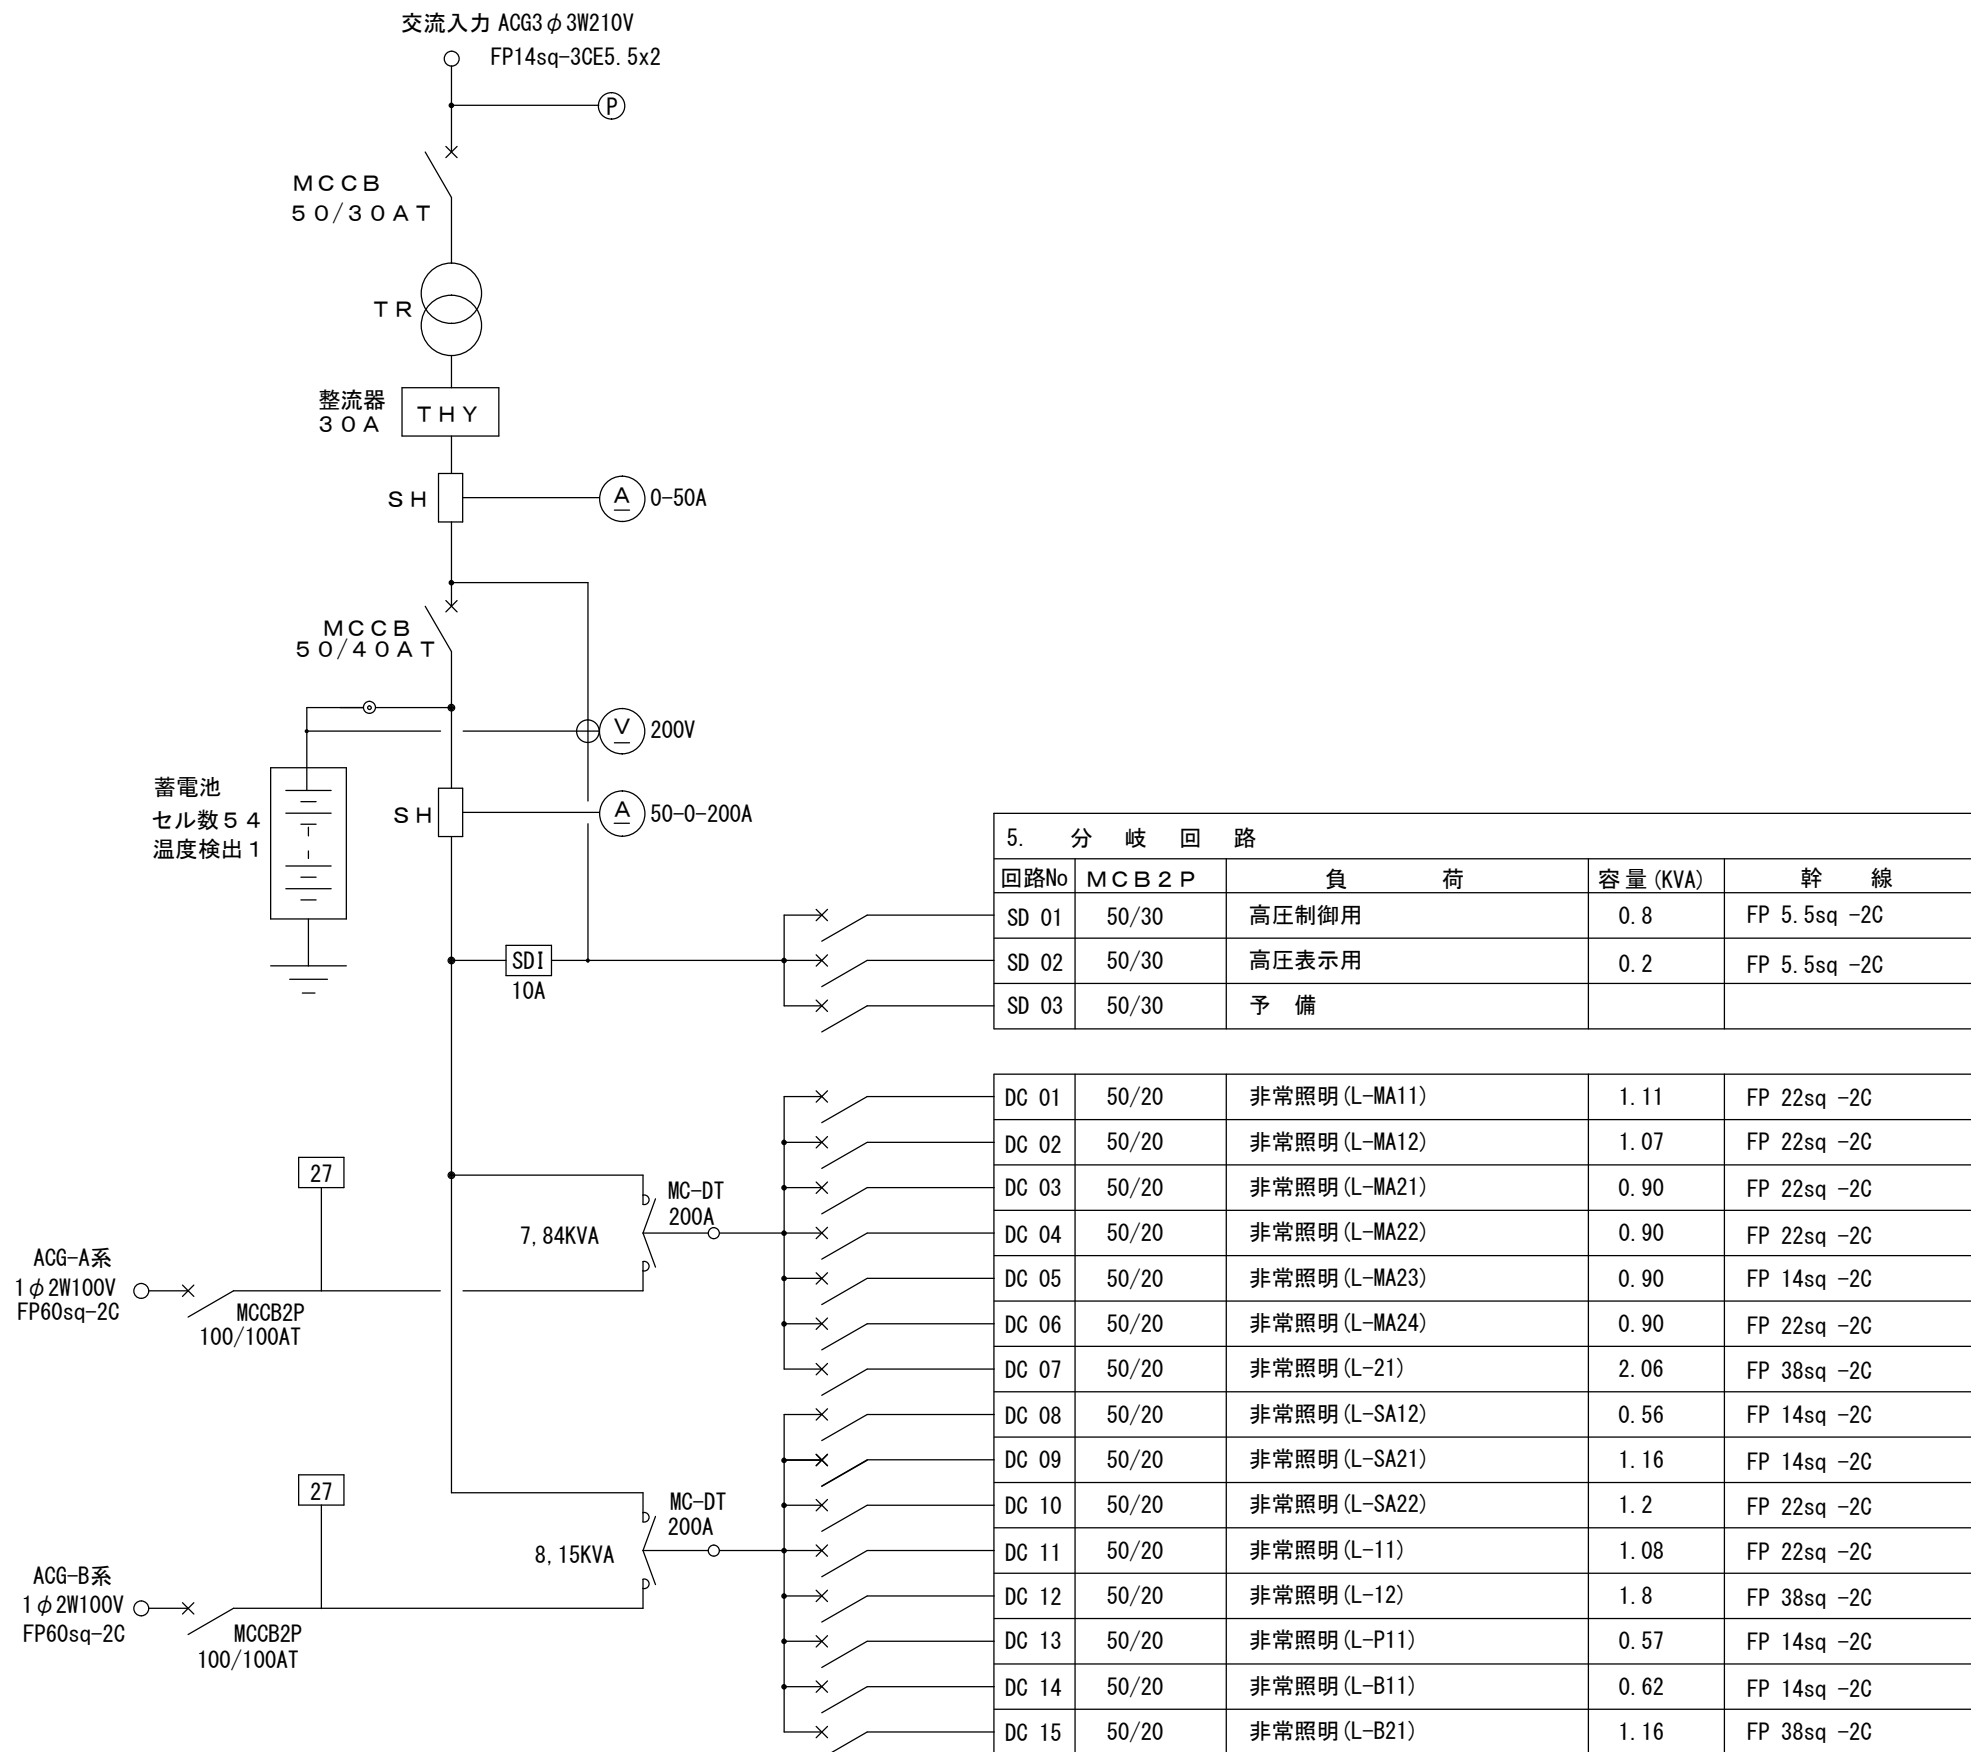 交流入力 ACG3φ3W210V
FP14sq-3CE5.5x2
P
MCCB
50/30AT
TR
整流器
30A
THY
SH
A
0-50A
MCCB
50/40AT
V
200V
蓄電池
セル数54
温度検出1
SH
A
50-0-200A
SDI
10A
5. 分岐回路
回路No MCB2P 負荷 容量(KVA) 幹線
SD 01 50/30 高圧制御用 0.8 FP 5.5sq -2C
SD 02 50/30 高圧表示用 0.2 FP 5.5sq -2C
SD 03 50/30 予備
DC 01 50/20 非常照明(L-MA11) 1.11 FP 22sq -2C
DC 02 50/20 非常照明(L-MA12) 1.07 FP 22sq -2C
DC 03 50/20 非常照明(L-MA21) 0.90 FP 22sq -2C
DC 04 50/20 非常照明(L-MA22) 0.90 FP 22sq -2C
DC 05 50/20 非常照明(L-MA23) 0.90 FP 14sq -2C
DC 06 50/20 非常照明(L-MA24) 0.90 FP 22sq -2C
DC 07 50/20 非常照明(L-21) 2.06 FP 38sq -2C
DC 08 50/20 非常照明(L-SA12) 0.56 FP 14sq -2C
DC 09 50/20 非常照明(L-SA21) 1.16 FP 14sq -2C
DC 10 50/20 非常照明(L-SA22) 1.2 FP 22sq -2C
DC 11 50/20 非常照明(L-11) 1.08 FP 22sq -2C
DC 12 50/20 非常照明(L-12) 1.8 FP 38sq -2C
DC 13 50/20 非常照明(L-P11) 0.57 FP 14sq -2C
DC 14 50/20 非常照明(L-B11) 0.62 FP 14sq -2C
DC 15 50/20 非常照明(L-B21) 1.16 FP 38sq -2C
27
MC-DT
200A
7,84KVA
ACG-A系
1φ2W100V
FP60sq-2C
MCCB2P
100/100AT
27
MC-DT
200A
8,15KVA
ACG-B系
1φ2W100V
FP60sq-2C
MCCB2P
100/100AT